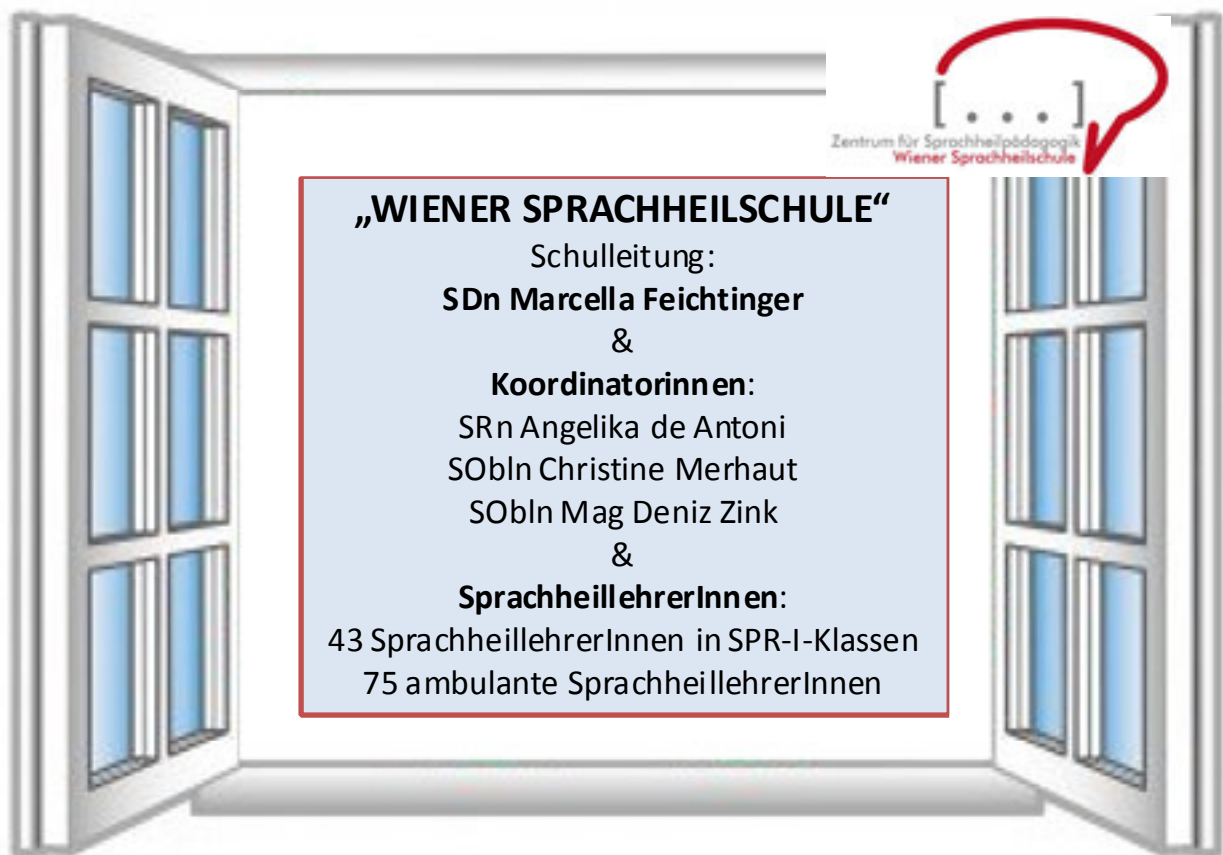 [...]
Zentrum für Sprachheilpädagogik
Wiener Sprachheilschule
„WIENER SPRACHHEILSCHULE“
Schulleitung:
SDn Marcella Feichtinger
&
Koordinatorinnen:
SRn Angelika de Antoni
SObln Christine Merhaut
SObln Mag Deniz Zink
&
SprachheillehrerInnen:
43 SprachheillehrerInnen in SPR-I-Klassen
75 ambulante SprachheillehrerInnen